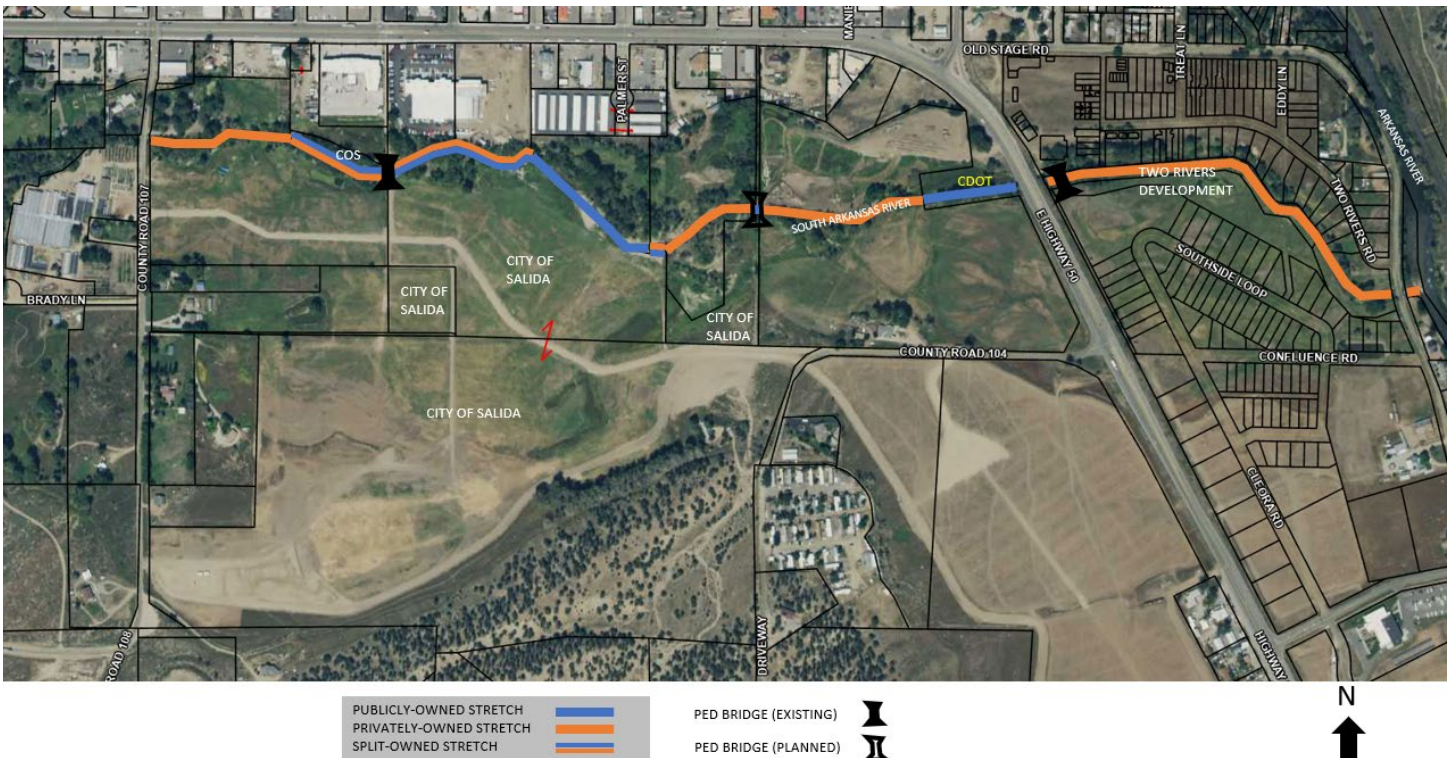 MANIE
OLD STAGE RD
TREAT LN
EDDY LN
PALMER ST
ARKANSAS RIVER
COS
CDOT
TWO RIVERS
DEVELOPMENT
COUNTY ROAD 107
SOUTH ARKANSAS RIVER
TWO RIVERS RD
E HIGHWAY 50
SOUTHSIDE LOOP
CITY OF
SALIDA
CITY OF
SALIDA
BRADY LN
CITY OF
SALIDA
COUNTY ROAD 104
CONFLUENCE RD
CITY OF SALIDA
CLEORA RD
DRIVEWAY
ROAD 108
HIGHWAY
PUBLICLY-OWNED STRETCH
PRIVATELY-OWNED STRETCH
SPLIT-OWNED STRETCH
PED BRIDGE (EXISTING)
PED BRIDGE (PLANNED)
N